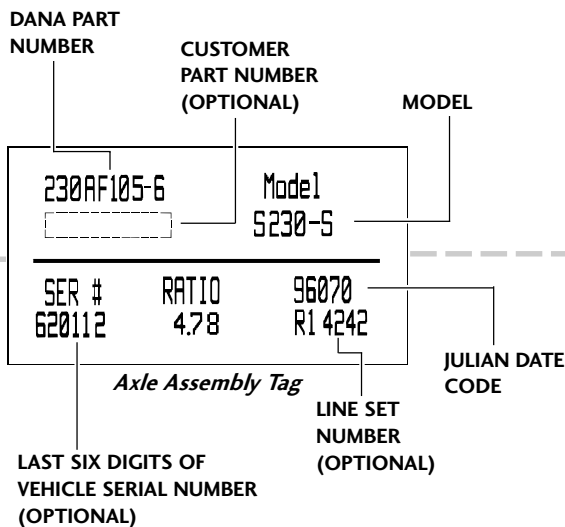 DANA PART
NUMBER
CUSTOMER
PART NUMBER
(OPTIONAL)
MODEL
230AF105-6
Model
S230-S
SER #
RATIO
96070
620112
4.78
R1 4242
Axle Assembly Tag
JULIAN DATE
CODE
LINE SET
NUMBER
(OPTIONAL)
LAST SIX DIGITS OF
VEHICLE SERIAL NUMBER
(OPTIONAL)